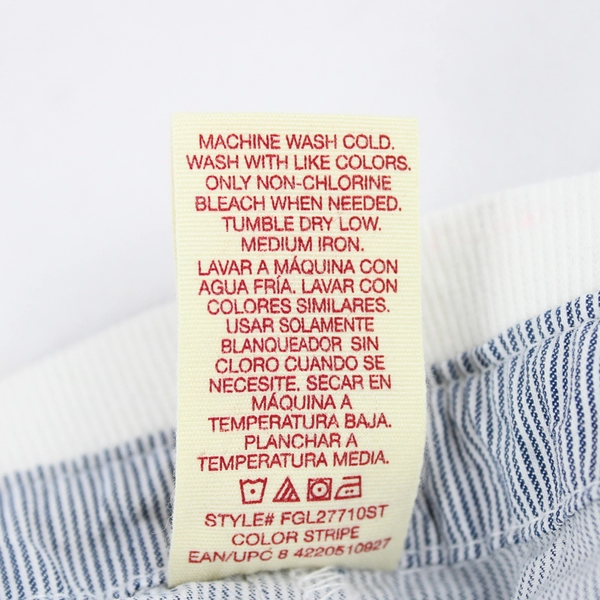 MACHINE WASH COLD.
WASH WITH LIKE COLORS.
ONLY NON-CHLORINE
BLEACH WHEN NEEDED.
TUMBLE DRY LOW.
MEDIUM IRON.
LAVAR A MÁQUINA CON
AGUA FRÍA. LAVAR CON
COLORES SIMILARES.
USAR SOLAMENTE
BLANQUEADOR SIN
CLORO CUANDO SE
NECESITE. SECAR EN
MÁQUINA A
TEMPERATURA BAJA.
PLANCHAR A
TEMPERATURA MEDIA.
STYLE# FGL27710ST
COLOR STRIPE
EAN/UPC 8 4220510927